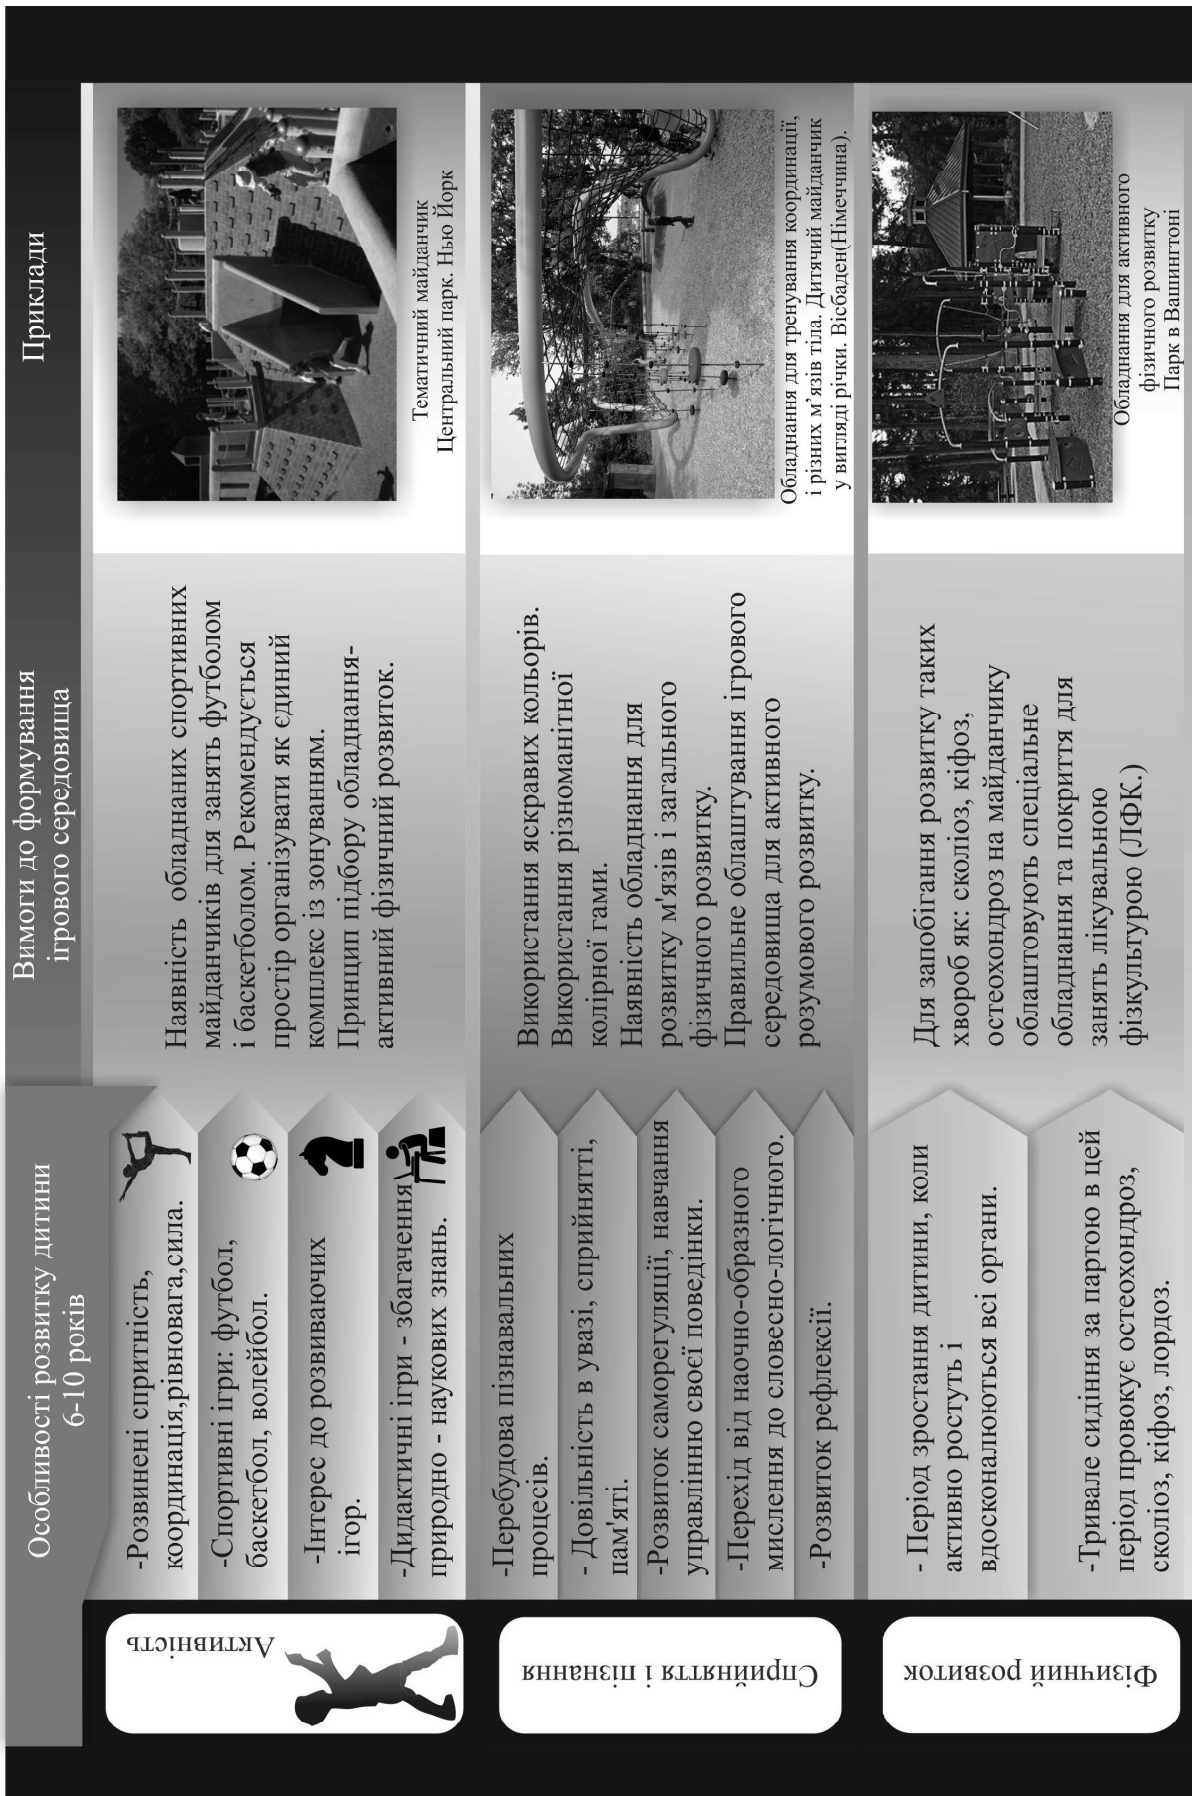 Особливості розвитку дитини
6-10 років
Вимоги до формування
ігрового середовища
Приклади
Активність
-Розвинені спритність,
координація,рівновага,сила.
-Спортивні ігри: футбол,
баскетбол, волейбол.
-Інтерес до розвиваючих
ігор.
-Дидактичні ігри - збагачення
природно - наукових знань.
Наявність обладнаних спортивних
майданчиків для занять футболом
і баскетболом. Рекомендується
простір організувати як єдиний
комплекс із зонуванням.
Принцип підбору обладнання-
активний фізичний розвиток.
Тематичний майданчик
Центральний парк. Нью Йорк
Сприйняття і пізнання
-Перебудова пізнавальних
процесів.
- Довільність в увазі, сприйнятті,
пам'яті.
-Розвиток саморегуляції, навчання
управлінню своєї поведінки.
-Перехід від наочно-образного
мислення до словесно-логічного.
-Розвиток рефлексії.
Використання яскравих кольорів.
Використання різноманітної
колірної гами.
Наявність обладнання для
розвитку м'язів і загального
фізичного розвитку.
Правильне облаштування ігрового
середовища для активного
розумового розвитку.
Обладнання для тренування координації,
і різних м’язів тіла. Дитячий майданчик
у вигляді річки. Вісбаден(Німеччина).
Фізичний розвиток
- Період зростання дитини, коли
активно ростуть і
вдосконалюються всі органи.
-Тривале сидіння за партою в цей
період провокує остеохондроз,
сколіоз, кіфоз, лордоз.
Для запобігання розвитку таких
хвороб як: сколіоз, кіфоз,
остеохондроз на майданчику
облаштовують спеціальне
обладнання та покриття для
занять лікувальною
фізкультурою (ЛФК.)
Обладнання для активного
фізичного розвитку
Парк в Вашингтоні